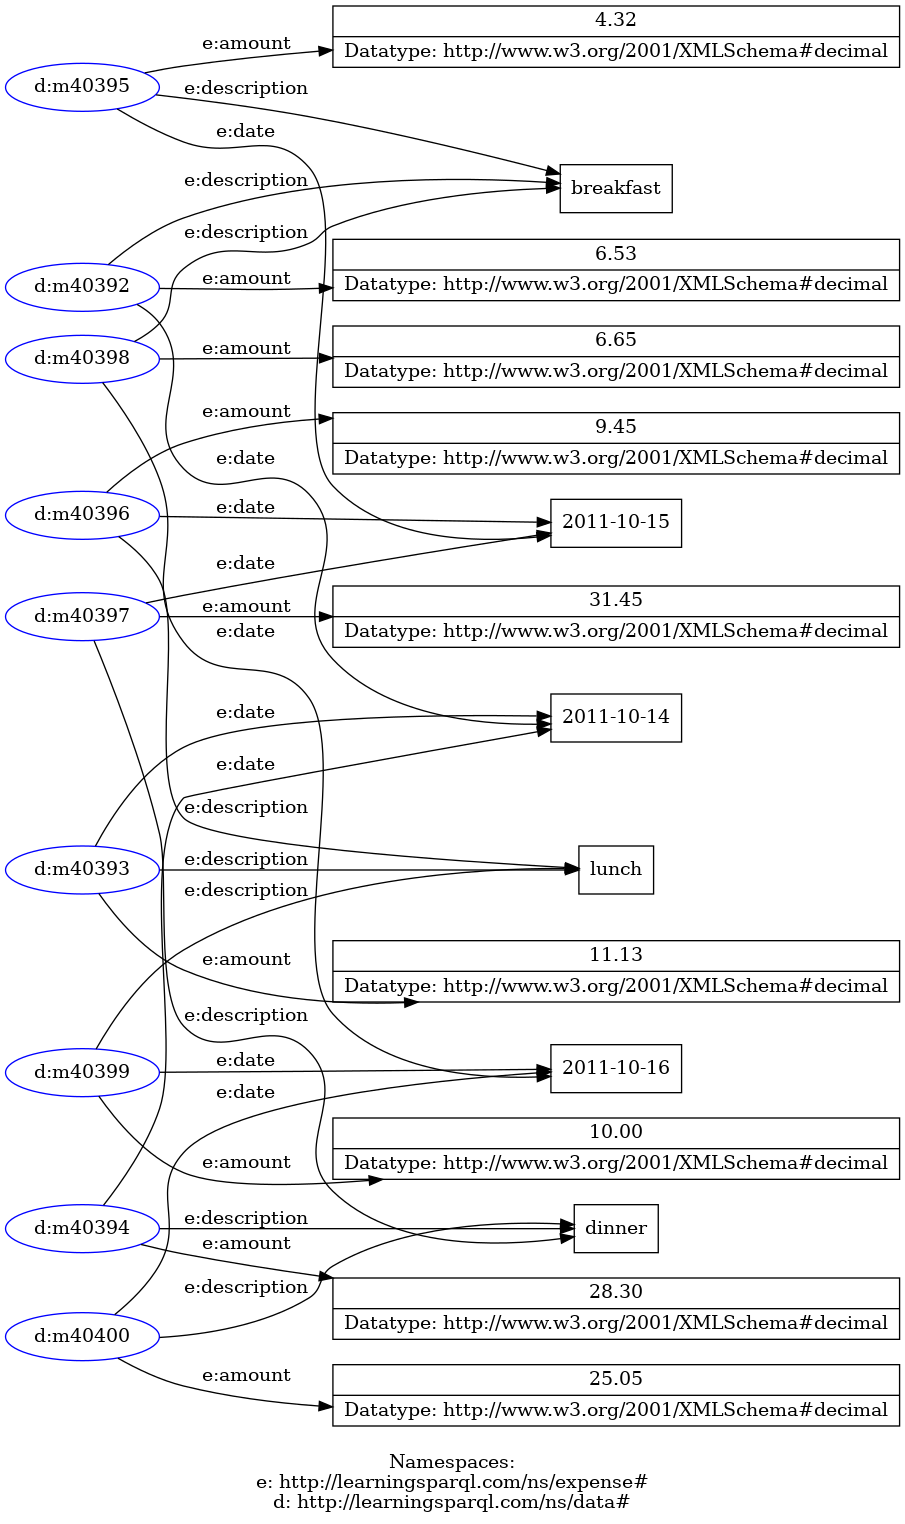 4.32
e:amount
Datatype: http://www.w3.org/2001/XMLSchema#decimal
d:m40395
e:description
e:date
e:description
breakfast
e:description
6.53
d:m40392
e:amount
Datatype: http://www.w3.org/2001/XMLSchema#decimal
6.65
d:m40398
e:amount
Datatype: http://www.w3.org/2001/XMLSchema#decimal
e:amount
9.45
e:date
Datatype: http://www.w3.org/2001/XMLSchema#decimal
d:m40396
e:date
2011-10-15
e:date
31.45
d:m40397
e:amount
Datatype: http://www.w3.org/2001/XMLSchema#decimal
e:date
e:date
2011-10-14
e:date
e:description
d:m40393
e:description
lunch
e:description
11.13
e:amount
Datatype: http://www.w3.org/2001/XMLSchema#decimal
e:description
d:m40399
e:date
2011-10-16
e:date
10.00
e:amount
Datatype: http://www.w3.org/2001/XMLSchema#decimal
d:m40394
e:description
dinner
e:amount
e:description
28.30
Datatype: http://www.w3.org/2001/XMLSchema#decimal
d:m40400
e:amount
25.05
Datatype: http://www.w3.org/2001/XMLSchema#decimal
Namespaces:
e: http://learningsparql.com/ns/expense#
d: http://learningsparql.com/ns/data#